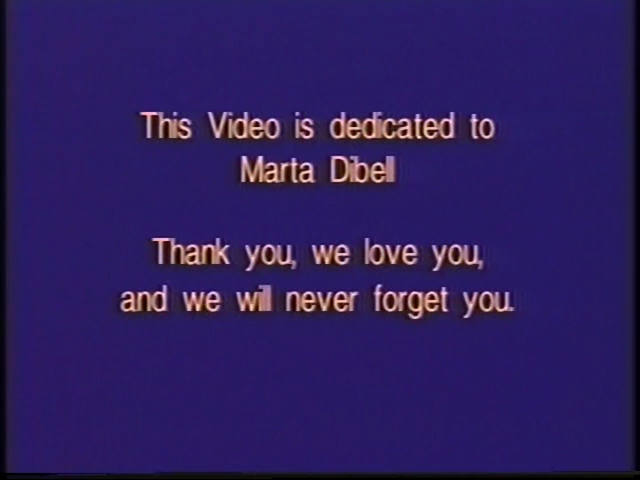 This Video is dedicated to
Marta Dibell
Thank you, we love you,
and we will never forget you.